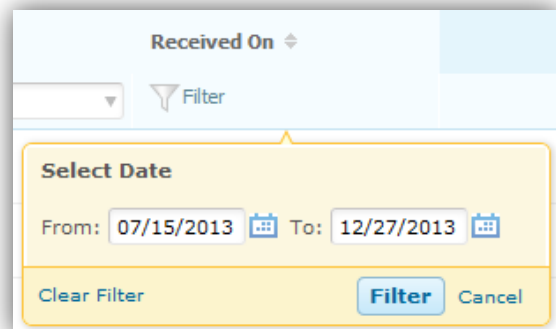 Received On
Filter
Select Date
From: 07/15/2013 To: 12/27/2013
Clear Filter Filter Cancel